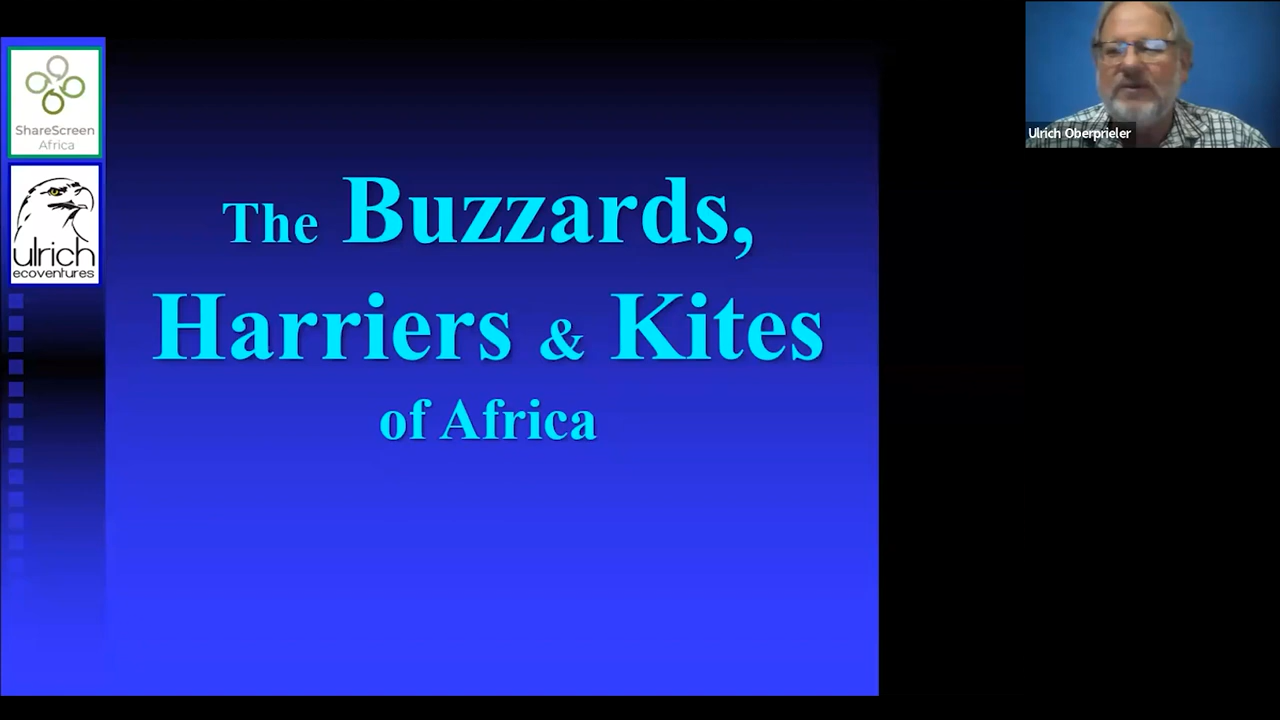 ShareScreen
Africa
ulrich
ecoventures
The Buzzards,
Harriers & Kites
of Africa
Ulrich Oberprieler